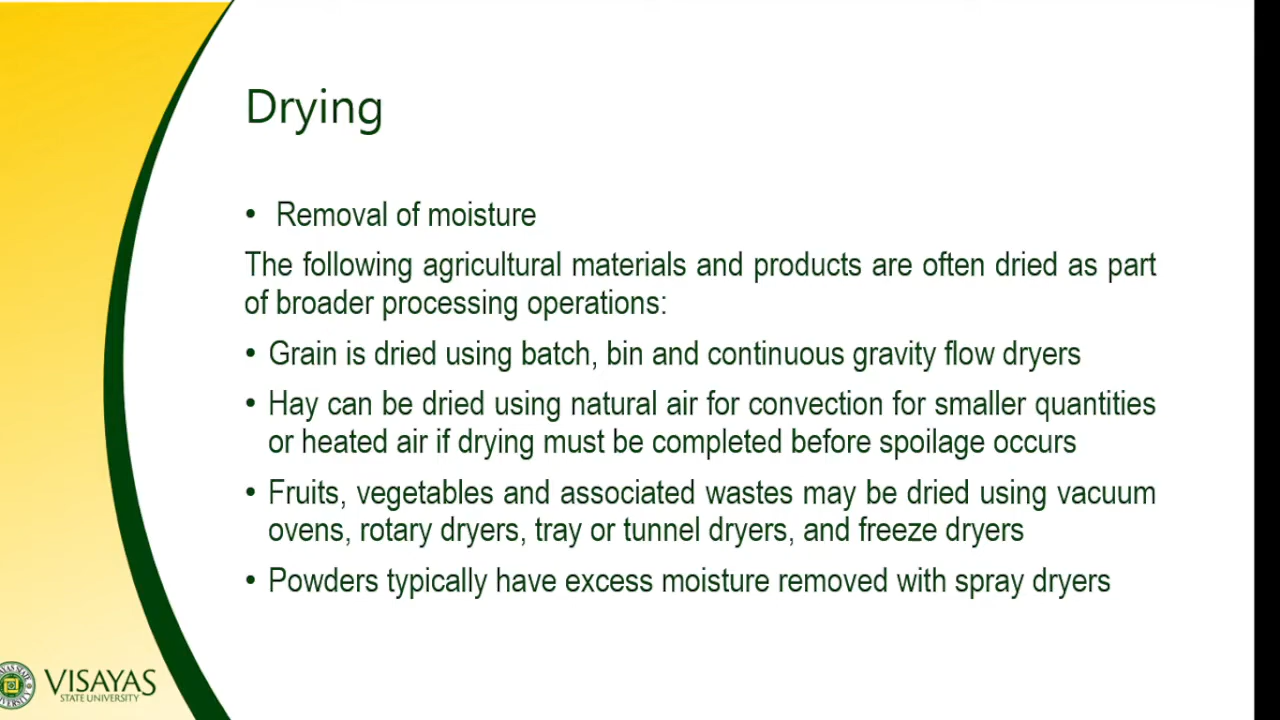 Drying
• Removal of moisture
The following agricultural materials and products are often dried as part
of broader processing operations:
• Grain is dried using batch, bin and continuous gravity flow dryers
• Hay can be dried using natural air for convection for smaller quantities
or heated air if drying must be completed before spoilage occurs
• Fruits, vegetables and associated wastes may be dried using vacuum
ovens, rotary dryers, tray or tunnel dryers, and freeze dryers
• Powders typically have excess moisture removed with spray dryers
VISAYAS
STATE UNIVERSITY